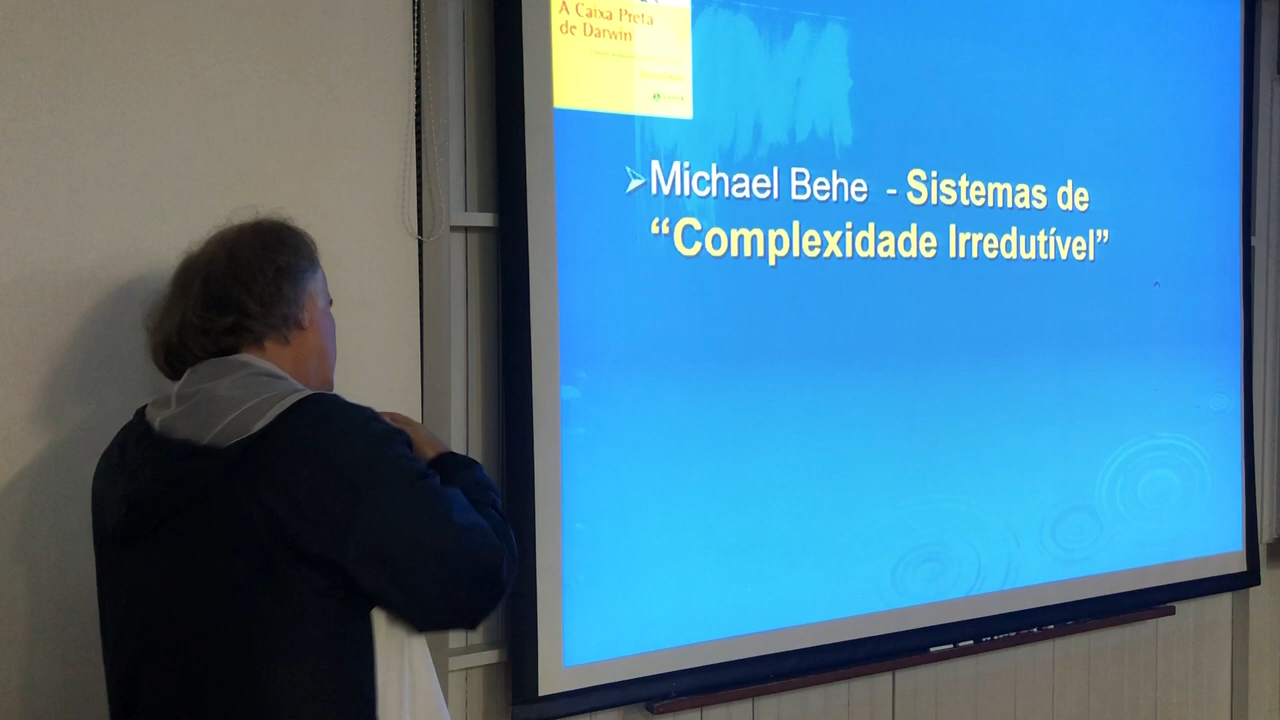 A Caixa Preta
de Darwin
Michael Behe - Sistemas de
“Complexidade Irredutível”